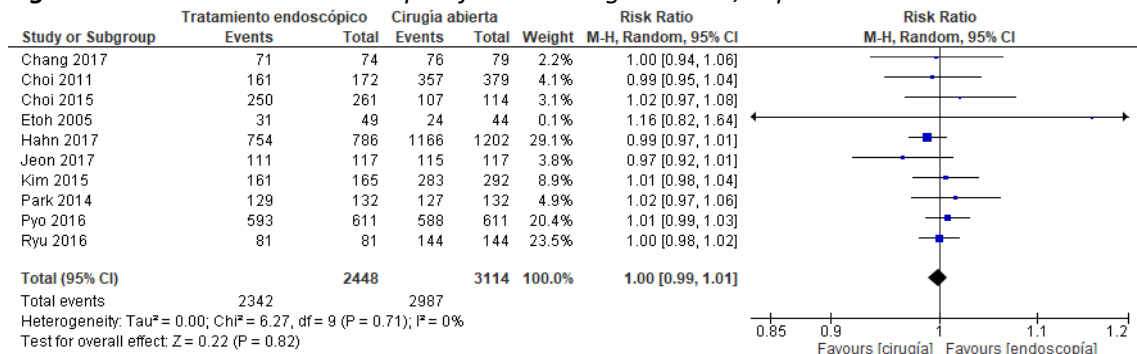 Tratamiento endoscópico Cirugía abierta Risk Ratio Risk Ratio
Study or Subgroup Events Total Events Total Weight M-H, Random, 95% CI M-H, Random, 95% CI
Chang 2017 71 74 76 79 2.2% 1.00 [0.94, 1.06]
Choi 2011 161 172 357 379 4.1% 0.99 [0.95, 1.04]
Choi 2015 250 261 107 114 3.1% 1.02 [0.97, 1.08]
Etoh 2005 31 49 24 44 0.1% 1.16 [0.82, 1.64]
Hahn 2017 754 786 1166 1202 29.1% 0.99 [0.97, 1.01]
Jeon 2017 111 117 115 117 3.8% 0.97 [0.92, 1.01]
Kim 2015 161 165 283 292 8.9% 1.01 [0.98, 1.04]
Park 2014 129 132 127 132 4.9% 1.02 [0.97, 1.06]
Pyo 2016 593 611 588 611 20.4% 1.01 [0.99, 1.03]
Ryu 2016 81 81 144 144 23.5% 1.00 [0.98, 1.02]
Total (95% CI) 2448 3114 100.0% 1.00 [0.99, 1.01]
Total events 2342 2987
Heterogeneity: Tau² = 0.00; Chi² = 6.27, df = 9 (P = 0.71); I² = 0%
Test for overall effect: Z = 0.22 (P = 0.82)
0.85 0.9 1 1.1 1.2
Favours [cirugía] Favours [endoscopía]